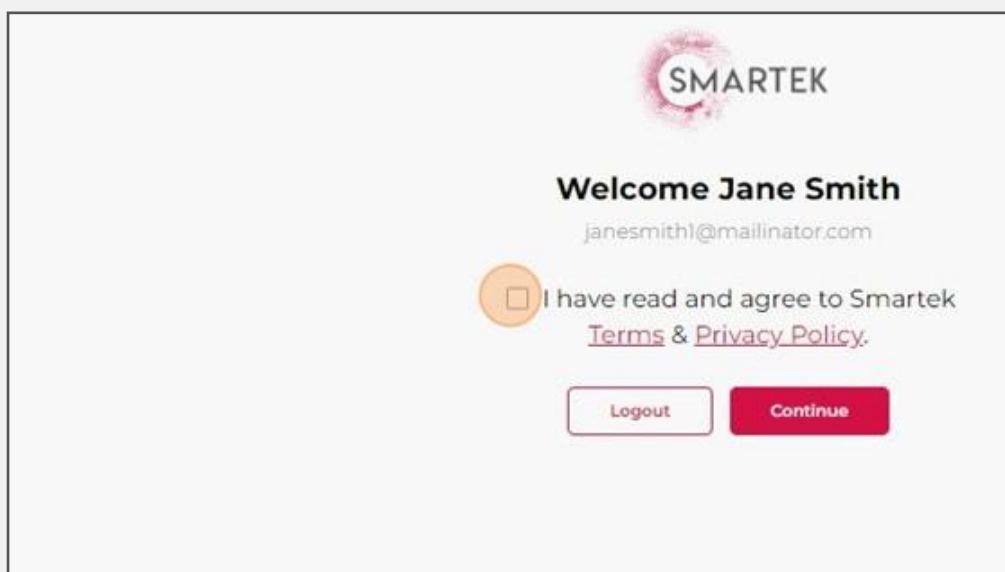 SMARTEK
Welcome Jane Smith
janesmith1@mailinator.com
I have read and agree to Smartek
Terms & Privacy Policy.
Logout
Continue